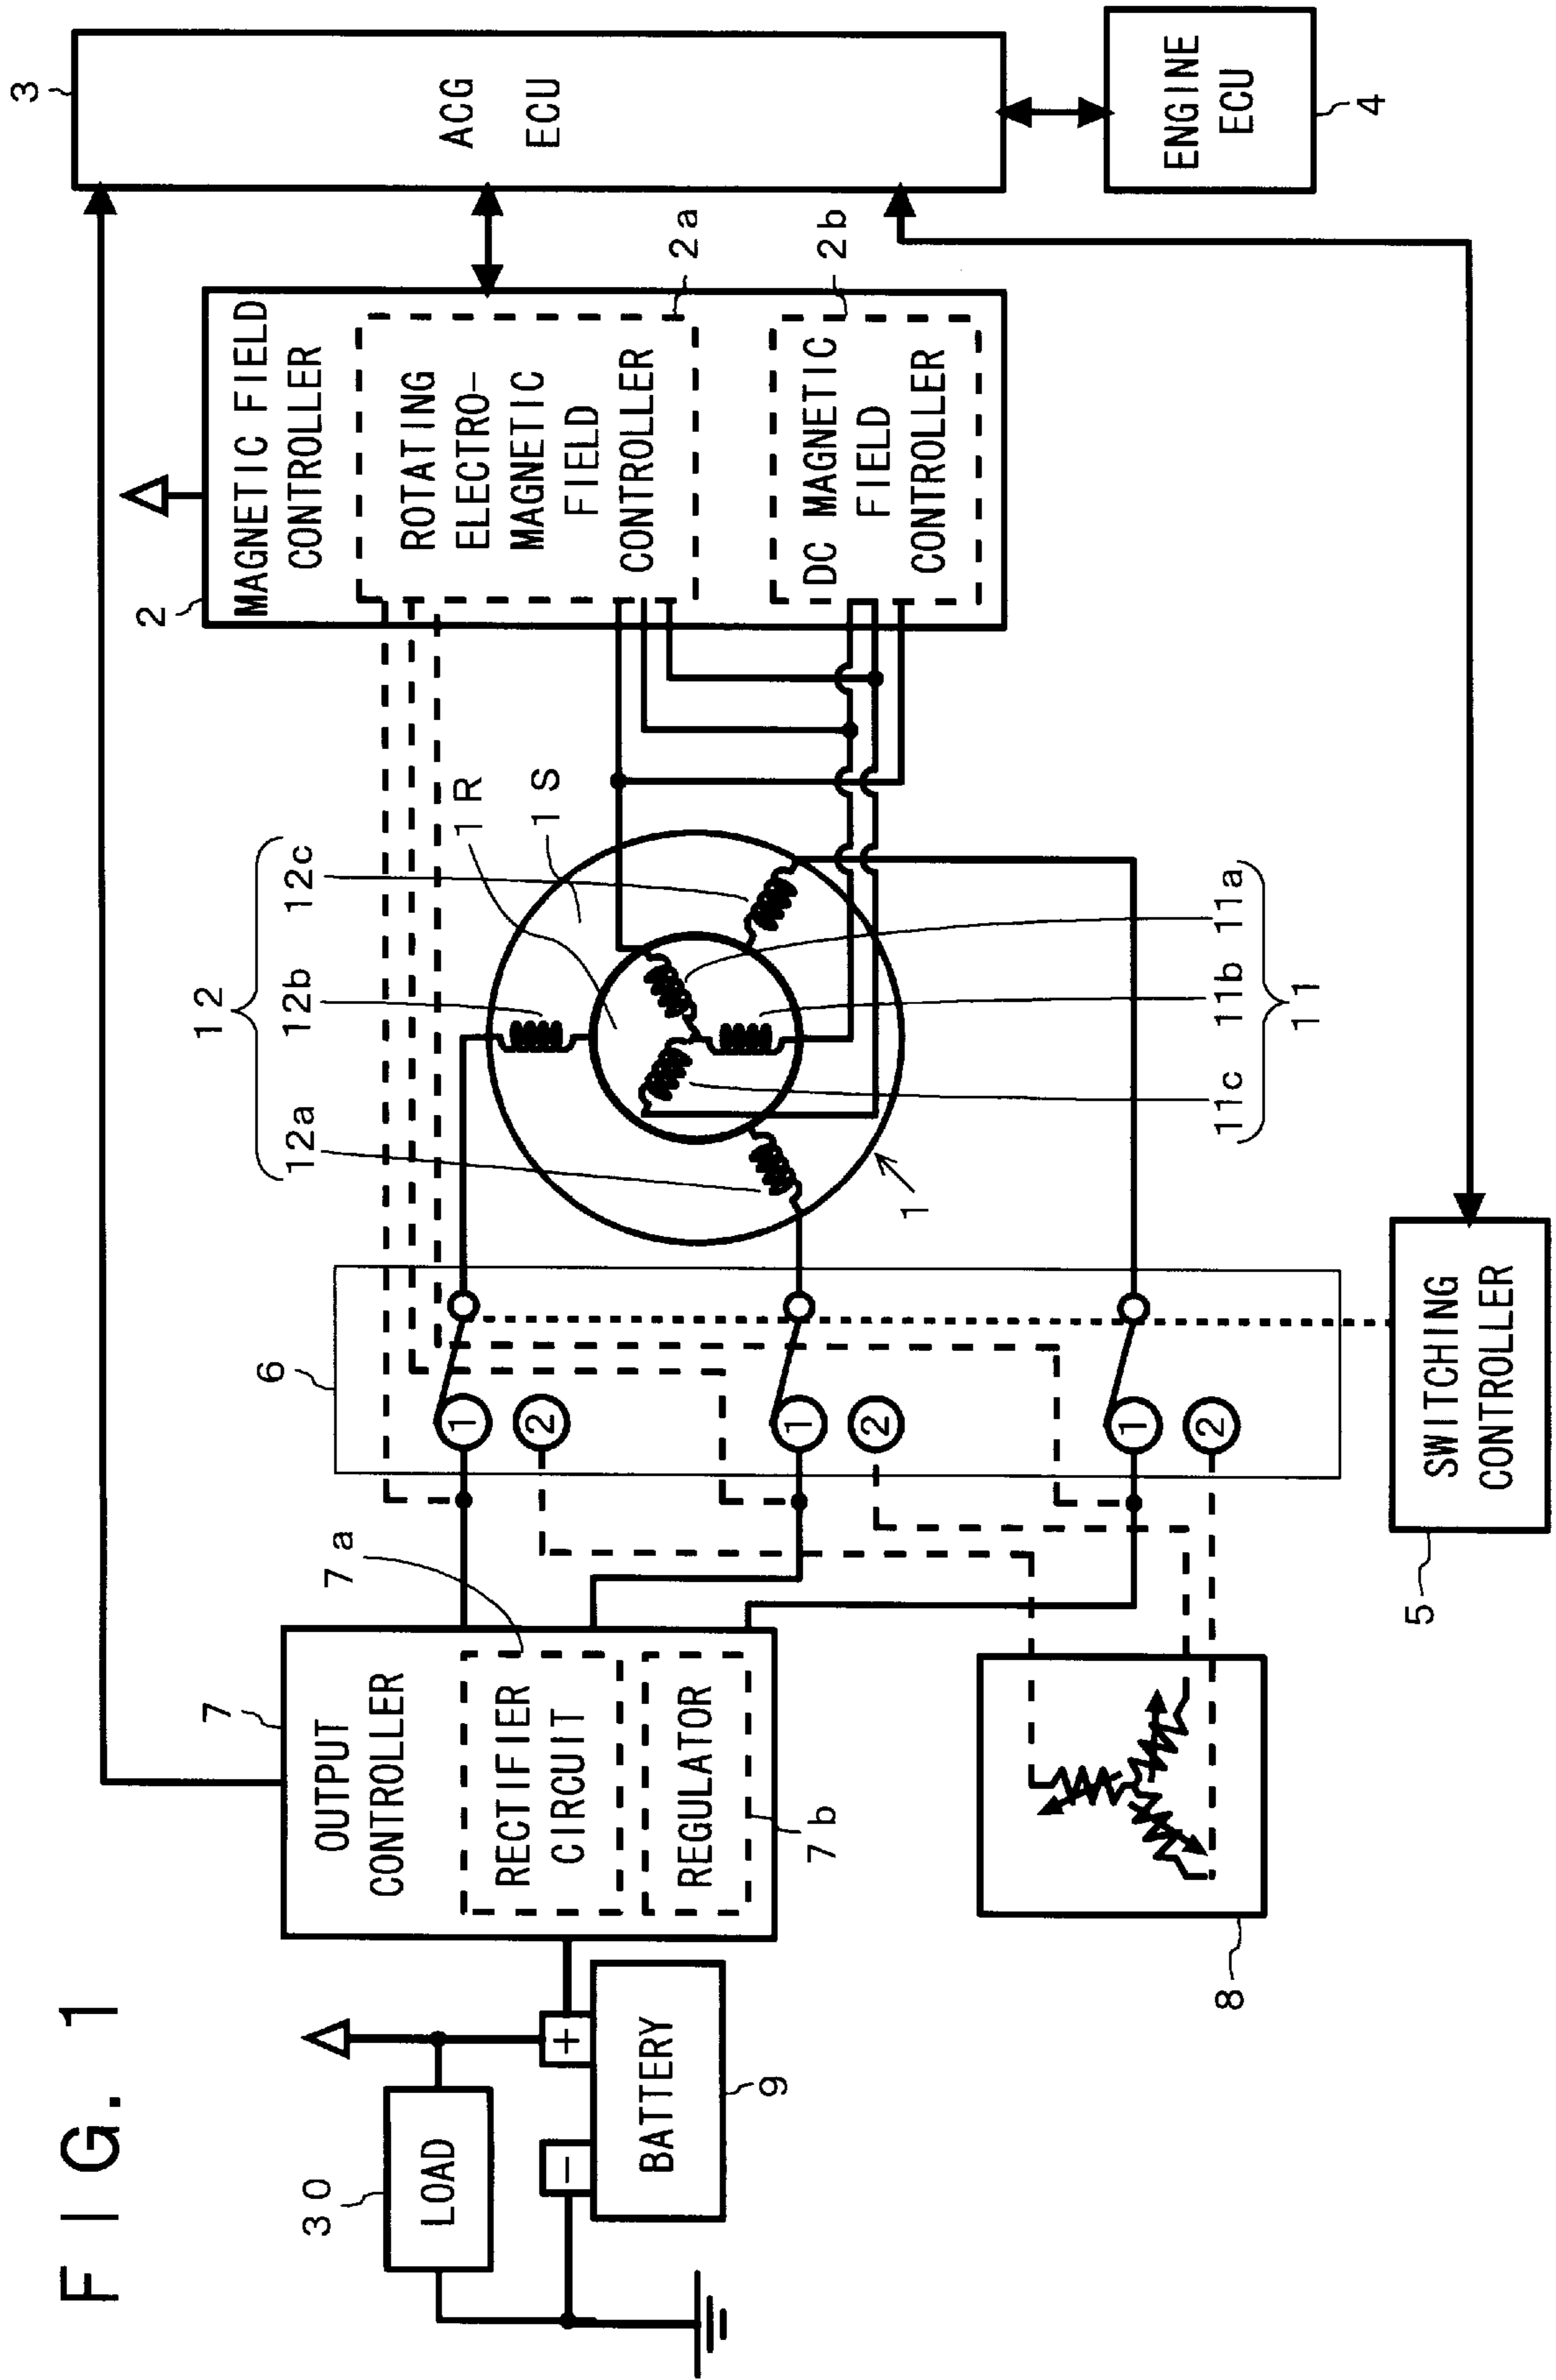 FIG. 1
30
LOAD
+
−
BATTERY
9
7
OUTPUT
CONTROLLER
RECTIFIER
CIRCUIT
7a
REGULATOR
7b
8
6
1
2
1
2
1
2
SWITCHING
CONTROLLER
5
12
12a
12b
12c
1R
1S
1
11c
11b
11a
11
2
MAGNETIC FIELD
CONTROLLER
ROTATING
ELECTRO-
MAGNETIC
FIELD
CONTROLLER
2a
DC MAGNETIC
FIELD
CONTROLLER
2b
3
ACG
ECU
ENGINE
ECU
4